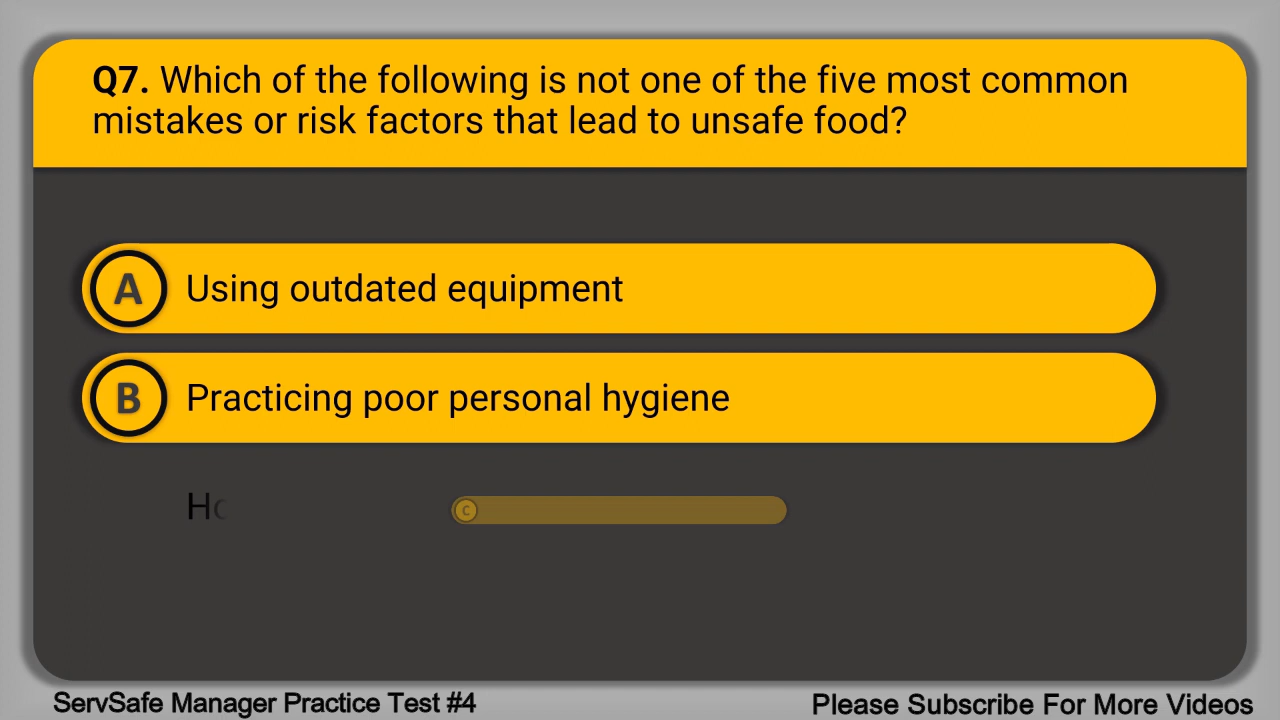 Q7. Which of the following is not one of the five most common
mistakes or risk factors that lead to unsafe food?
A Using outdated equipment
B Practicing poor personal hygiene
C
ServSafe Manager Practice Test #4
Please Subscribe For More Videos